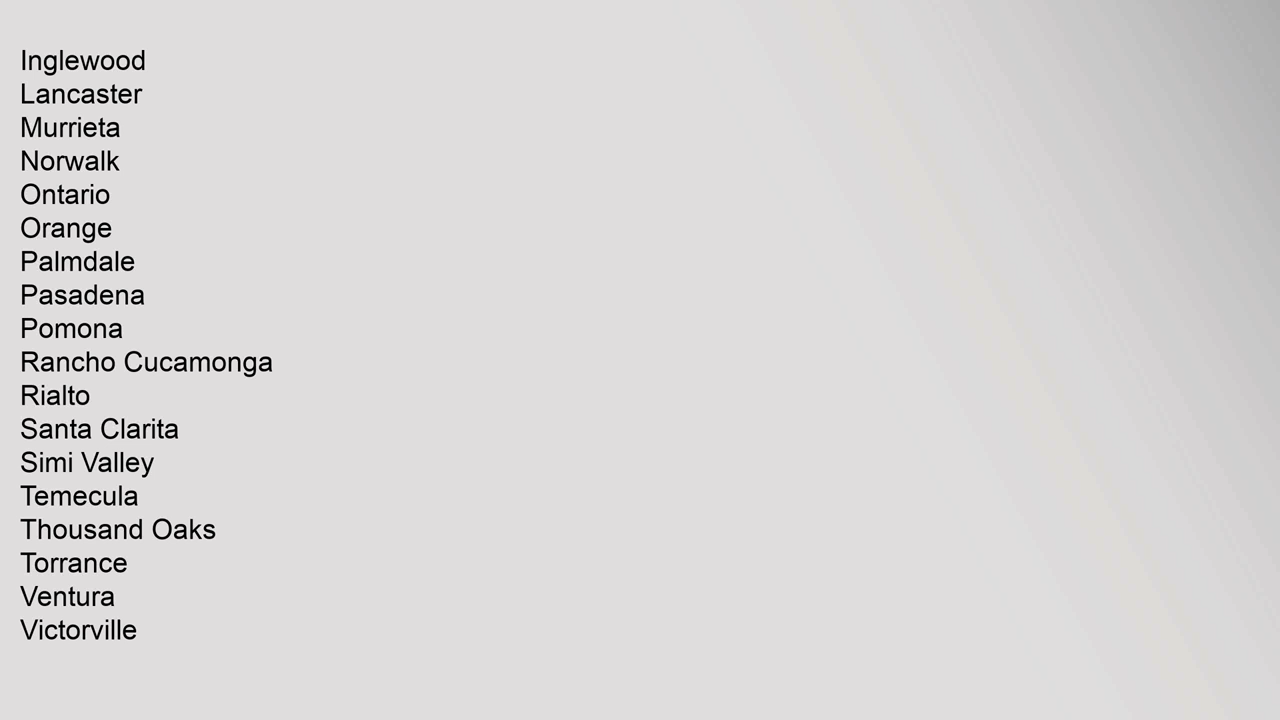 Inglewood
Lancaster
Murrieta
Norwalk
Ontario
Orange
Palmdale
Pasadena
Pomona
Rancho Cucamonga
Rialto
Santa Clarita
Simi Valley
Temecula
Thousand Oaks
Torrance
Ventura
Victorville